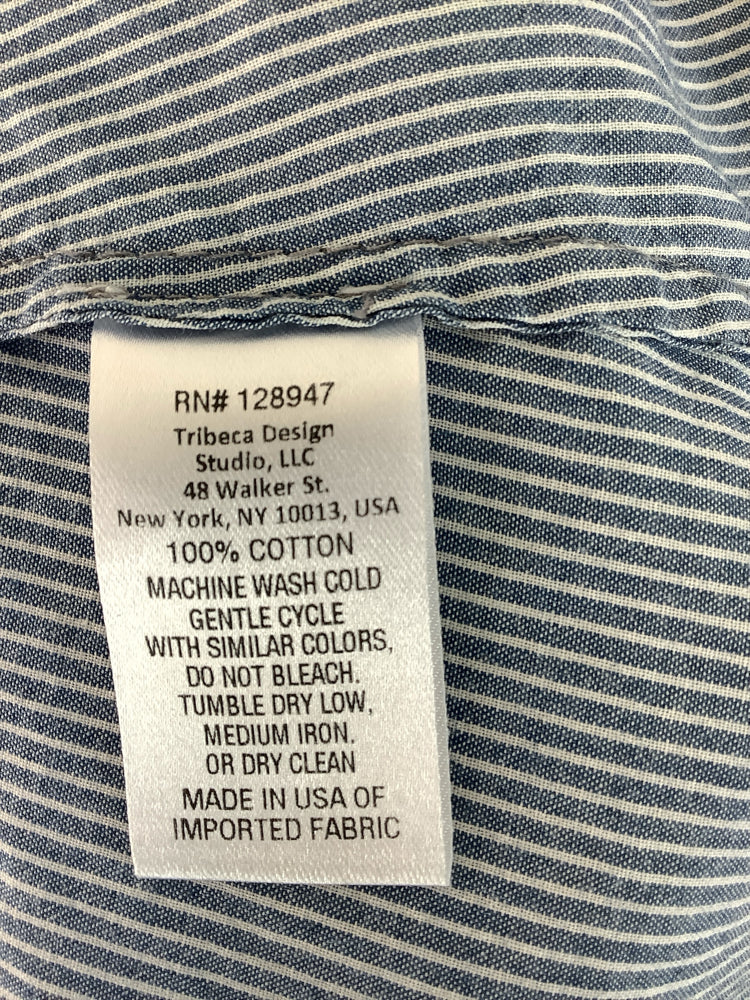 RN# 128947
Tribeca Design
Studio, LLC
48 Walker St.
New York, NY 10013, USA
100% COTTON
MACHINE WASH COLD
GENTLE CYCLE
WITH SIMILAR COLORS,
DO NOT BLEACH.
TUMBLE DRY LOW,
MEDIUM IRON.
OR DRY CLEAN
MADE IN USA OF
IMPORTED FABRIC